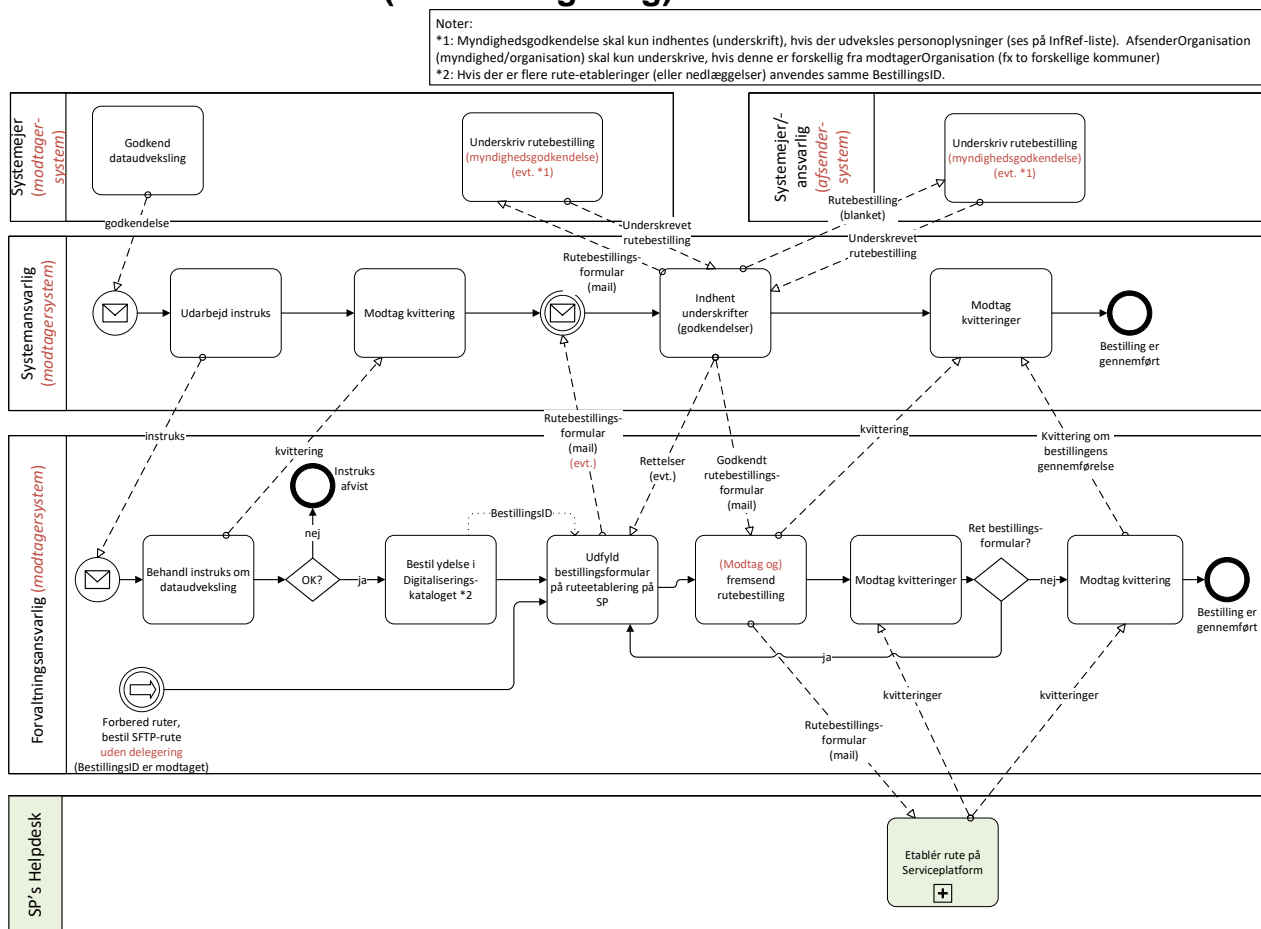 Noter:
*1: Myndighedsgodkendelse skal kun indhentes (underskrift), hvis der udveksles personoplysninger (ses på InfRef-liste).  AfsenderOrganisation
(myndighed/organisation) skal kun underskrive, hvis denne er forskellig fra modtagerOrganisation (fx to forskellige kommuner)
*2: Hvis der er flere rute-etableringer (eller nedlæggelser) anvendes samme BestillingsID.
Systemejer
(modtager-
system)
Godkend
dataudveksling
Underskriv rutebestilling
(myndighedsgodkendelse)
(evt. *1)
Systemejer/-
ansvarlig
(afsender-
system)
Underskriv rutebestilling
(myndighedsgodkendelse)
(evt. *1)
godkendelse
Underskrevet
rutebestilling
Rutebestillings-
formular
(mail)
Rutebestilling
(blanket)
Underskrevet
rutebestilling
Systemansvarlig
(modtagersystem)
Udarbejd instruks
Modtag kvittering
Indhent
underskrifter
(godkendelser)
Modtag
kvitteringer
Bestilling er
gennemført
instruks
kvittering
Rutebestillings-
formular
(mail)
(evt.)
Rettelser
(evt.)
Godkendt
rutebestillings-
formular
(mail)
kvittering
Kvittering om
bestillingens
gennemførelse
Forvaltningsansvarlig (modtagersystem)
Instruks
afvist
nej
BestillingsID
Behandl instruks om
dataudveksling
OK?
ja
Bestil ydelse i
Digitaliserings-
kataloget *2
Udfyld
bestillingsformular
på ruteetablering på
SP
(Modtag og)
fremsend
rutebestilling
Modtag kvitteringer
Ret bestillings-
formular?
nej
Modtag kvittering
Bestilling er
gennemført
ja
Forbered ruter,
bestil SFTP-rute
uden delegering
(BestillingsID er modtaget)
Rutebestillings-
formular
(mail)
kvitteringer
kvitteringer
SP's Helpdesk
Etablér rute på
Serviceplatform